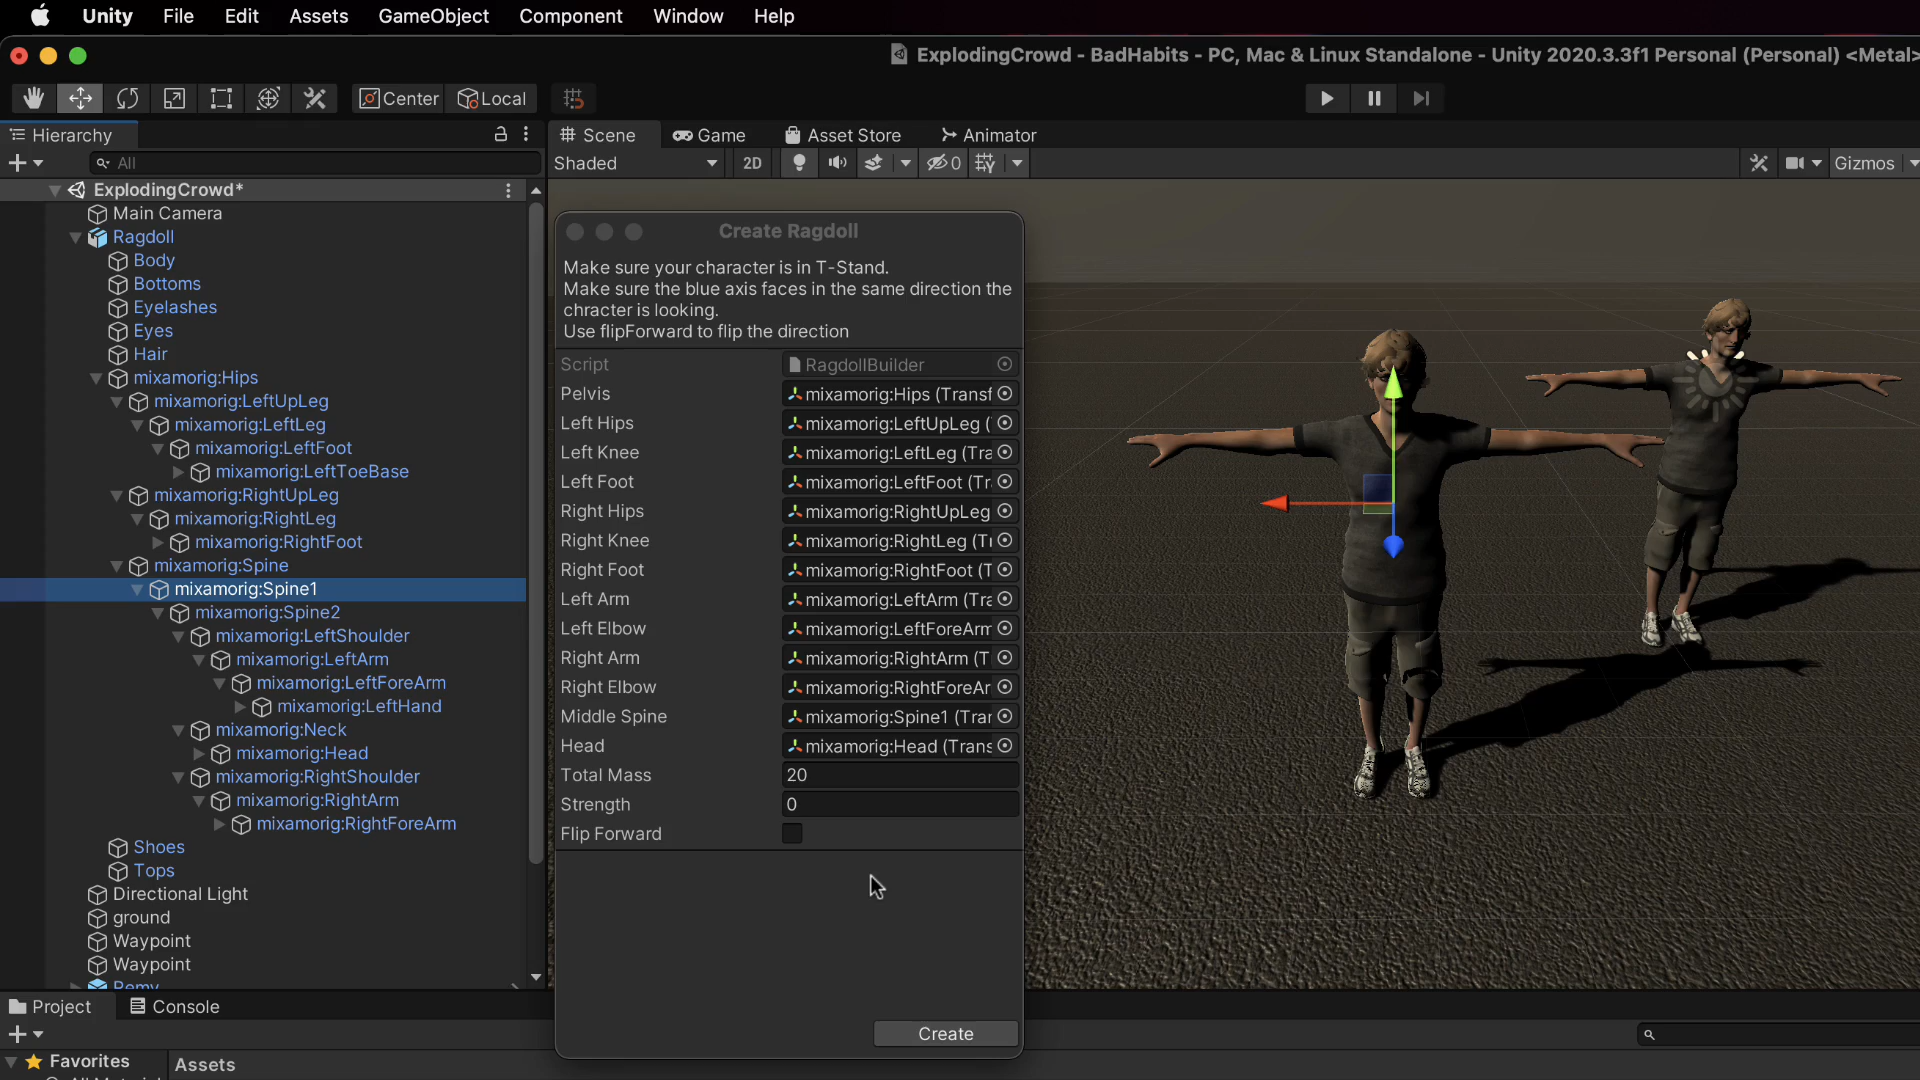 Unity File Edit Assets GameObject Component Window Help
ExplodingCrowd - BadHabits - PC, Mac & Linux Standalone - Unity 2020.3.3f1 Personal (Personal) <Metal>
Center Local
Hierarchy
Scene Game Asset Store Animator
All
Shaded 2D 0 Gizmos
ExplodingCrowd*
Main Camera
Ragdoll
Body
Bottoms
Eyelashes
Eyes
Hair
mixamorig:Hips
mixamorig:LeftUpLeg
mixamorig:LeftLeg
mixamorig:LeftFoot
mixamorig:LeftToeBase
mixamorig:RightUpLeg
mixamorig:RightLeg
mixamorig:RightFoot
mixamorig:Spine
mixamorig:Spine1
mixamorig:Spine2
mixamorig:LeftShoulder
mixamorig:LeftArm
mixamorig:LeftForeArm
mixamorig:LeftHand
mixamorig:Neck
mixamorig:Head
mixamorig:RightShoulder
mixamorig:RightArm
mixamorig:RightForeArm
Shoes
Tops
Directional Light
ground
Waypoint
Waypoint
Remy
Create Ragdoll
Make sure your character is in T-Stand.
Make sure the blue axis faces in the same direction the
chracter is looking.
Use flipForward to flip the direction
Script RagdollBuilder
Pelvis mixamorig:Hips (Transf
Left Hips mixamorig:LeftUpLeg (
Left Knee mixamorig:LeftLeg (Tra
Left Foot mixamorig:LeftFoot (Tr
Right Hips mixamorig:RightUpLeg
Right Knee mixamorig:RightLeg (Tr
Right Foot mixamorig:RightFoot (T
Left Arm mixamorig:LeftArm (Tra
Left Elbow mixamorig:LeftForeArm
Right Arm mixamorig:RightArm (T
Right Elbow mixamorig:RightForeAr
Middle Spine mixamorig:Spine1 (Tran
Head mixamorig:Head (Trans
Total Mass 20
Strength 0
Flip Forward
Create
Project Console
Favorites
Assets